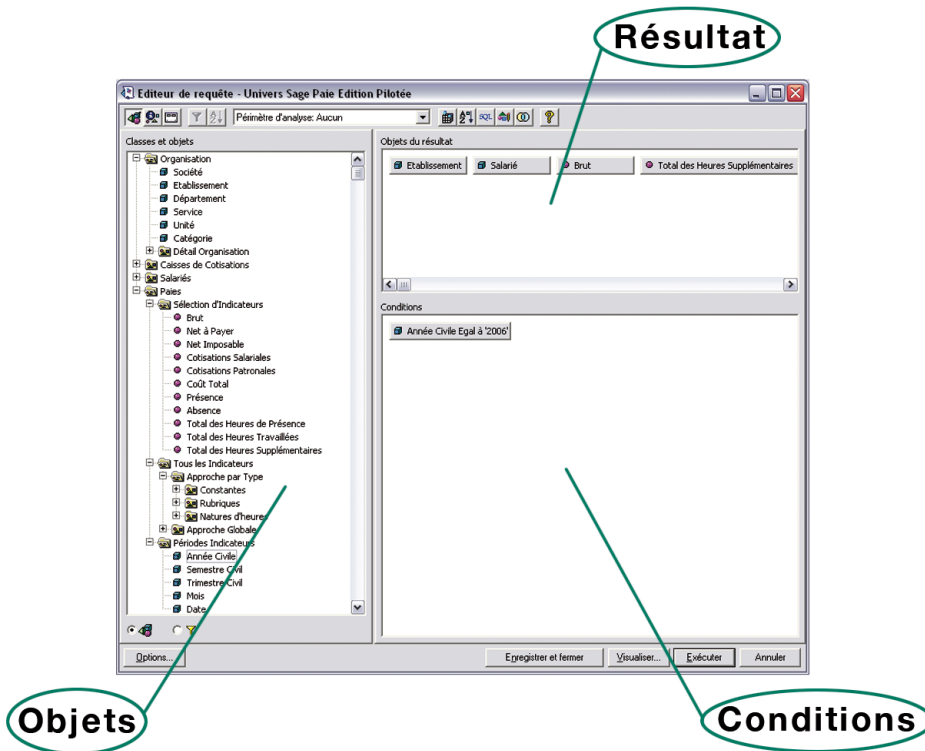 Résultat
Editeur de requête - Univers Sage Paie Edition Pilotée
Périmètre d'analyse: Aucun
SQL
Classes et objets
Organisation
Société
Etablissement
Département
Service
Unité
Catégorie
Détail Organisation
Caisses de Cotisations
Salariés
Paies
Sélection d'Indicateurs
Brut
Net à Payer
Net Imposable
Cotisations Salariales
Cotisations Patronales
Coût Total
Présence
Absence
Total des Heures de Présence
Total des Heures Travaillées
Total des Heures Supplémentaires
Tous les Indicateurs
Approche par Type
Constantes
Rubriques
Natures d'heures
Approche Globale
Périodes Indicateurs
Année Civile
Semestre Civil
Trimestre Civil
Mois
Date
Objets du résultat
Etablissement Salarié Brut Total des Heures Supplémentaires
Conditions
Année Civile Egal à '2006'
Options... Enregistrer et fermer Visualiser... Exécuter Annuler
Objets
Conditions